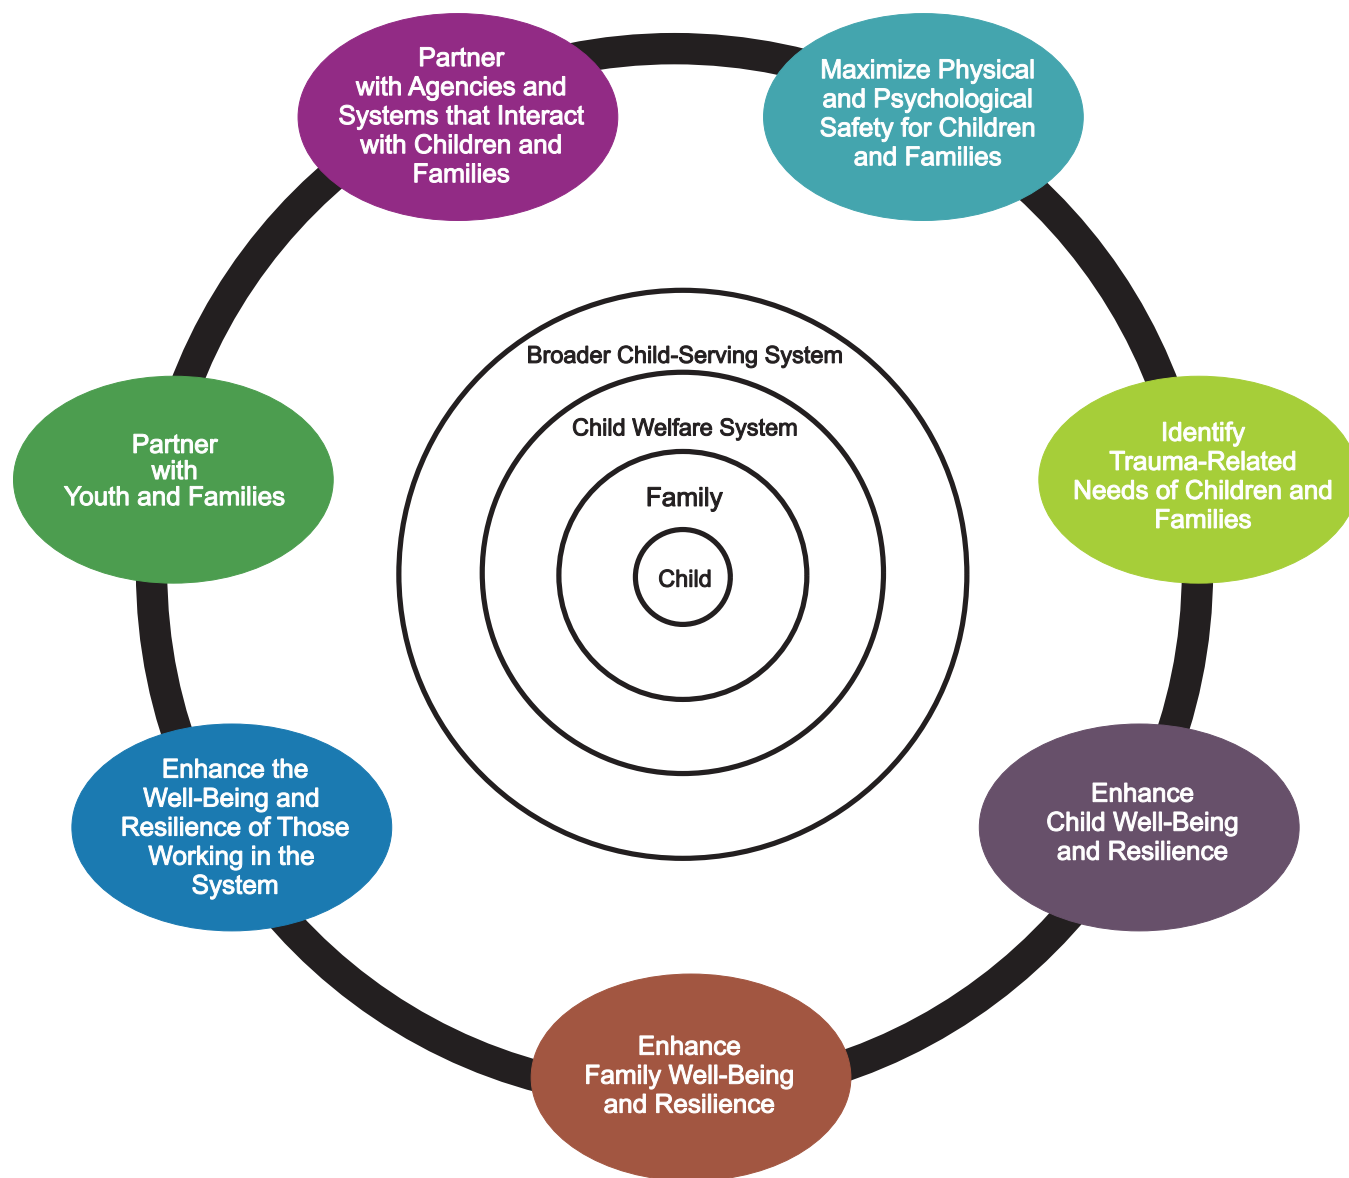 Partner
with Agencies and
Systems that Interact
with Children and
Families
Maximize Physical
and Psychological
Safety for Children
and Families
Broader Child-Serving System
Child Welfare System
Family
Child
Partner
with
Youth and Families
Identify
Trauma-Related
Needs of Children and
Families
Enhance the
Well-Being and
Resilience of Those
Working in the
System
Enhance
Child Well-Being
and Resilience
Enhance
Family Well-Being
and Resilience